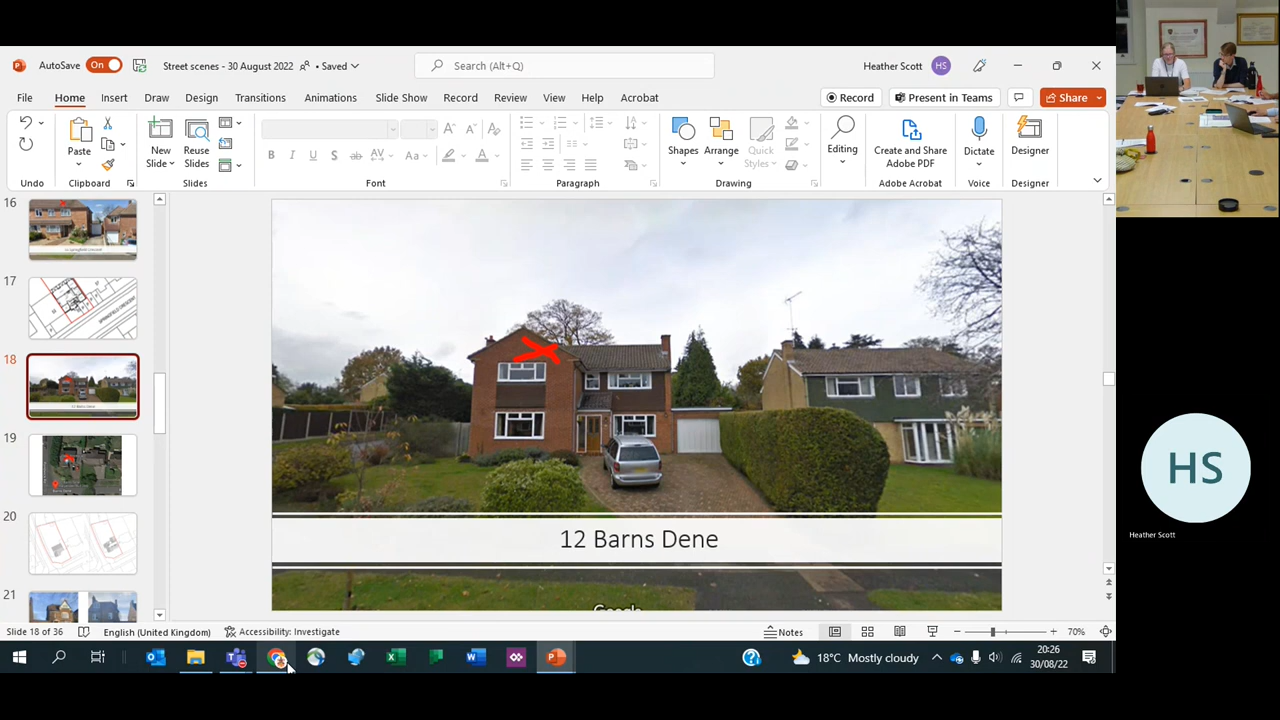 AutoSave On Street scenes - 30 August 2022 • Saved Search (Alt+Q) Heather Scott HS
File Home Insert Draw Design Transitions Animations Slide Show Record Review View Help Acrobat Record Present in Teams Share
Paste New Slide Reuse Slides Shapes Arrange Quick Styles Editing Create and Share Adobe PDF Dictate Designer
Undo Clipboard Slides Font Paragraph Drawing Adobe Acrobat Voice Designer
16
17
18
19
20
21
12 Barns Dene
Google
HS
Heather Scott
Slide 18 of 36 English (United Kingdom) Accessibility: Investigate Notes 70%
18°C Mostly cloudy 20:26
30/08/22